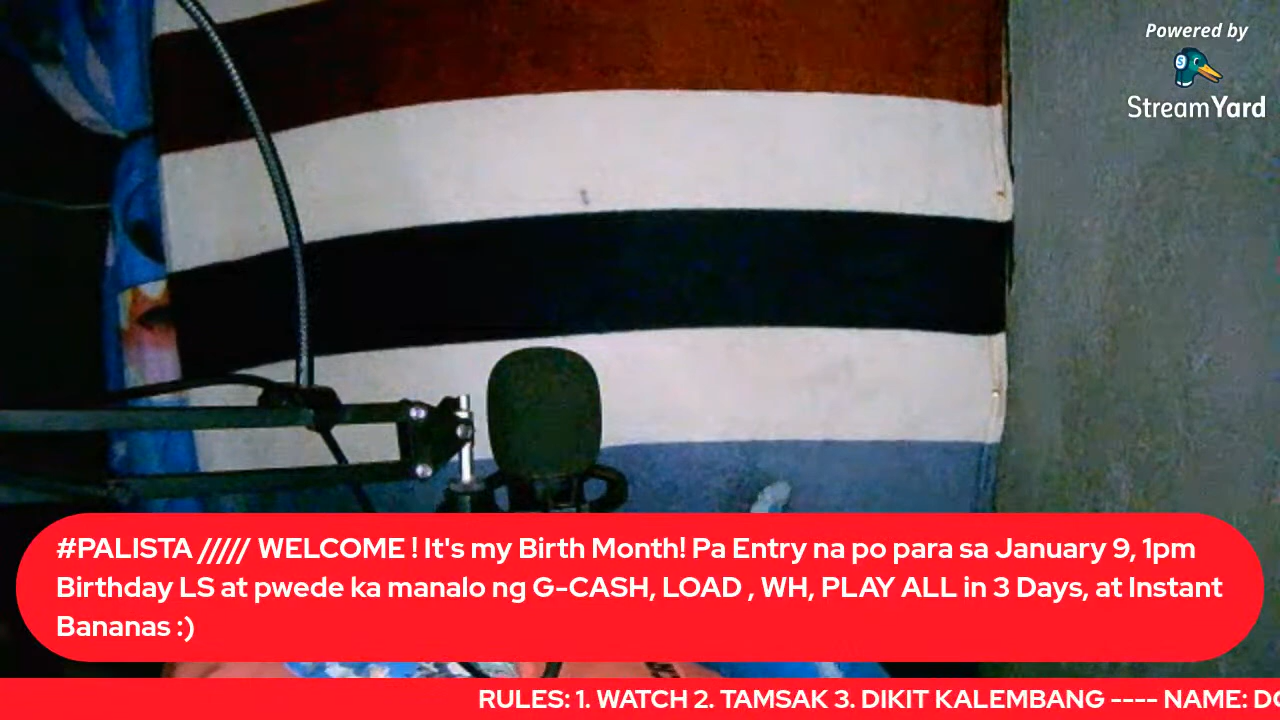 Powered by
StreamYard
#PALISTA ///// WELCOME ! It's my Birth Month! Pa Entry na po para sa January 9, 1pm
Birthday LS at pwede ka manalo ng G-CASH, LOAD , WH, PLAY ALL in 3 Days, at Instant
Bananas :)
RULES: 1. WATCH 2. TAMSAK 3. DIKIT KALEMBANG ---- NAME: